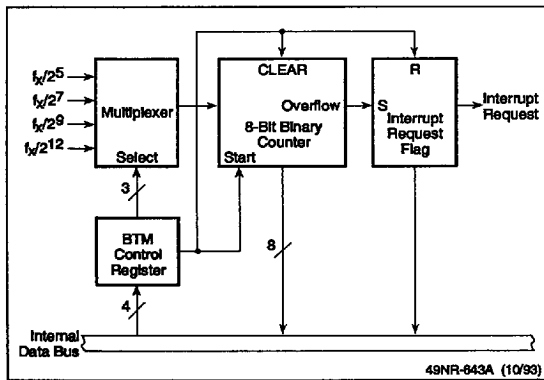 fx/2^5
fx/2^7
fx/2^9
fx/2^12
Multiplexer
Select
CLEAR
Overflow
8-Bit Binary
Counter
Start
R
S
Interrupt
Request
Flag
Interrupt
Request
3
8
BTM
Control
Register
4
Internal
Data Bus
49NR-643A (10/93)